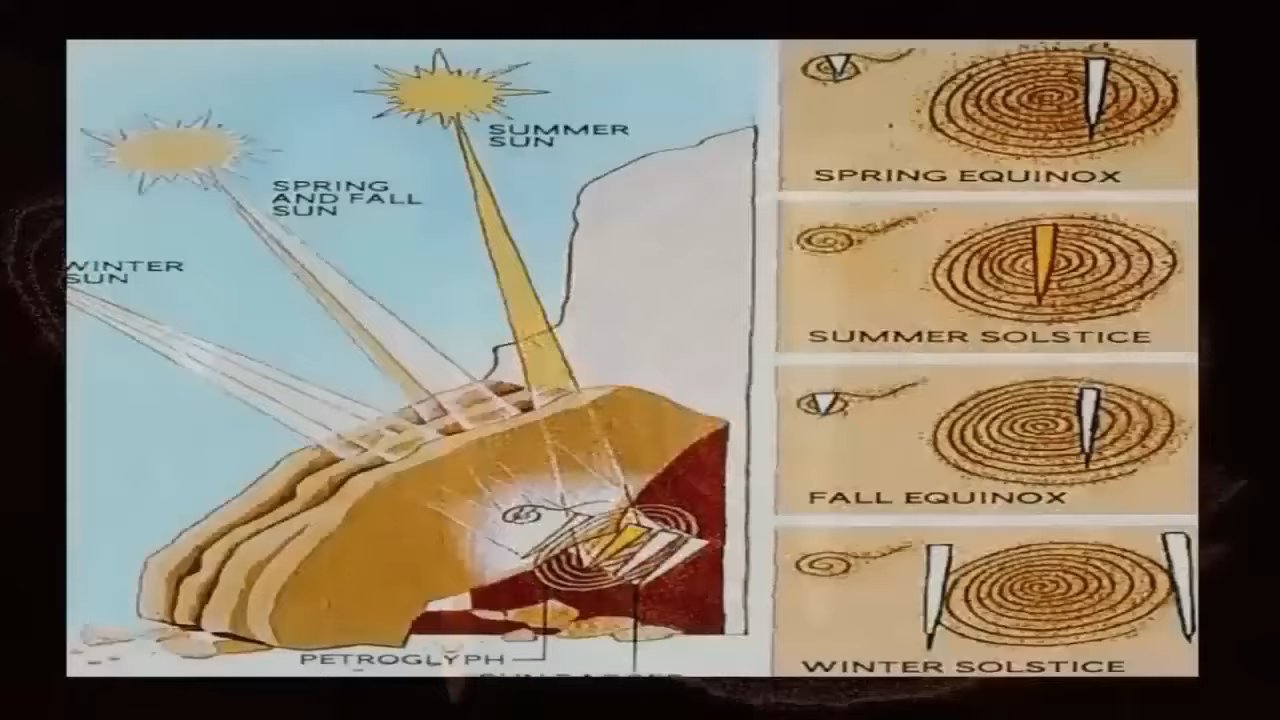 SUMMER
SUN
SPRING
AND FALL
SUN
WINTER
SUN
PETROGLYPH
SPRING EQUINOX
SUMMER SOLSTICE
FALL EQUINOX
WINTER SOLSTICE